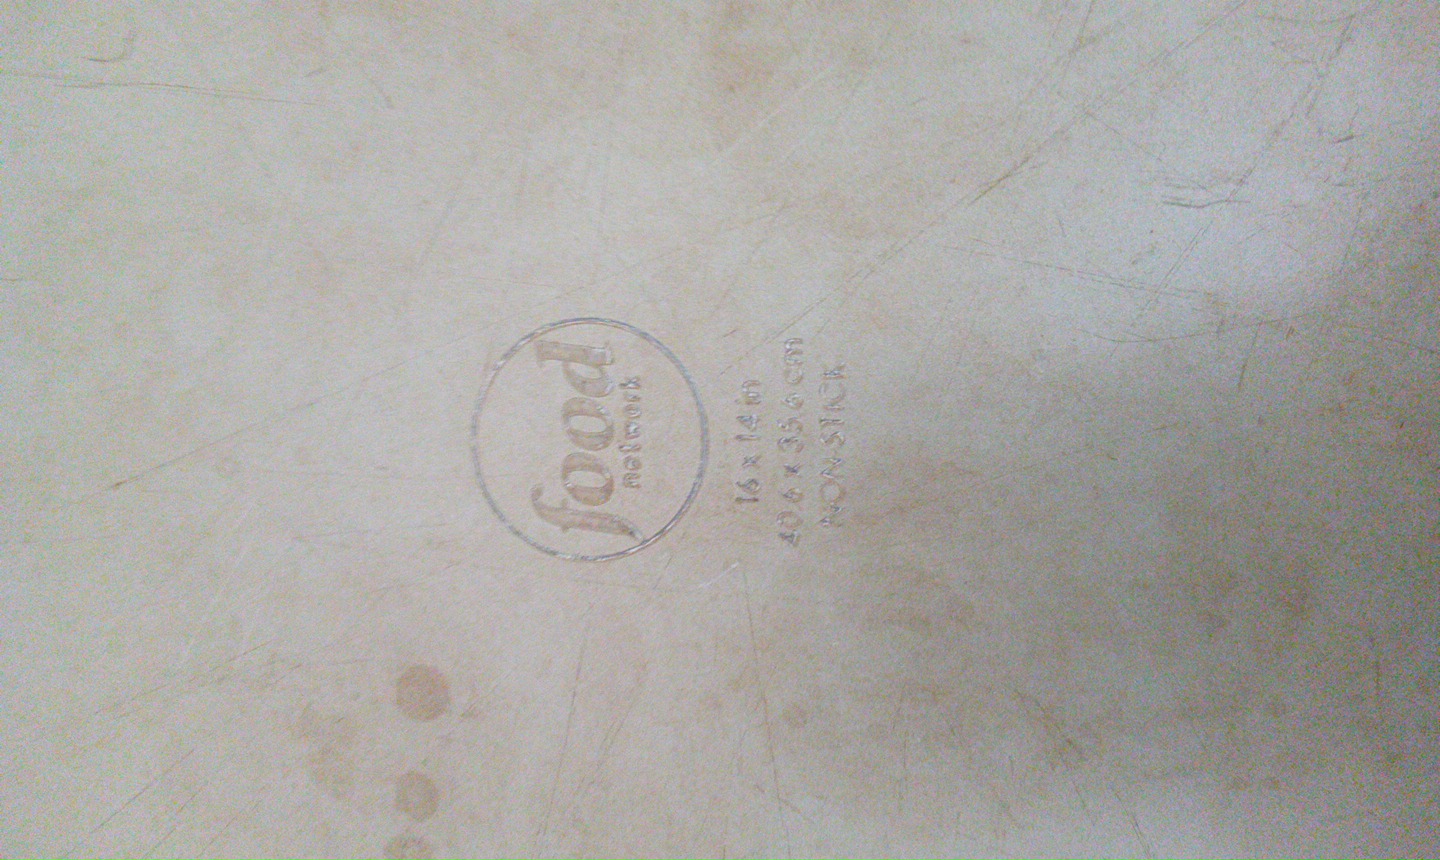 food
network
16 x 14 in
40.6 x 35.6 cm
NON-STICK